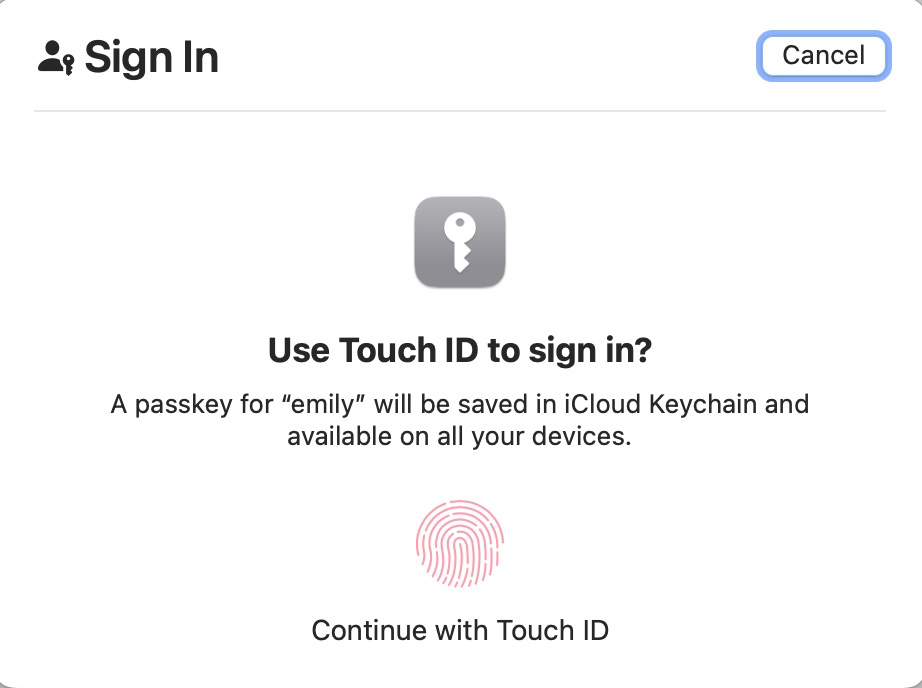 Sign In
Cancel
Use Touch ID to sign in?
A passkey for “emily” will be saved in iCloud Keychain and
available on all your devices.
Continue with Touch ID